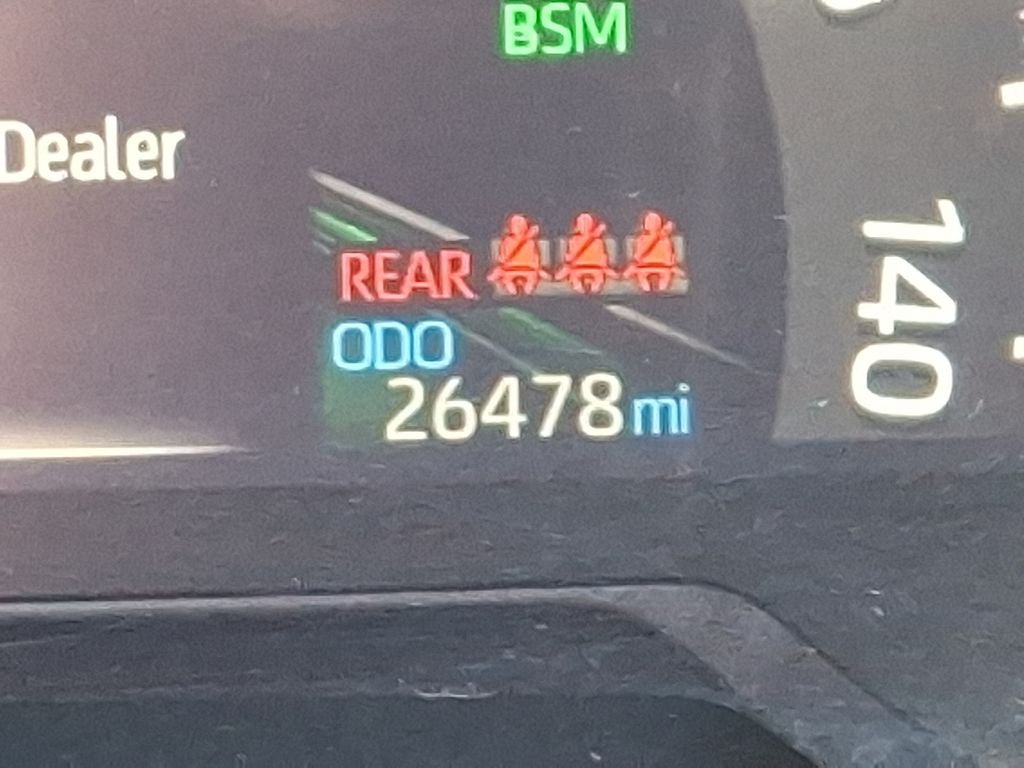 BSM
Dealer
REAR
ODO
26478 mi
140